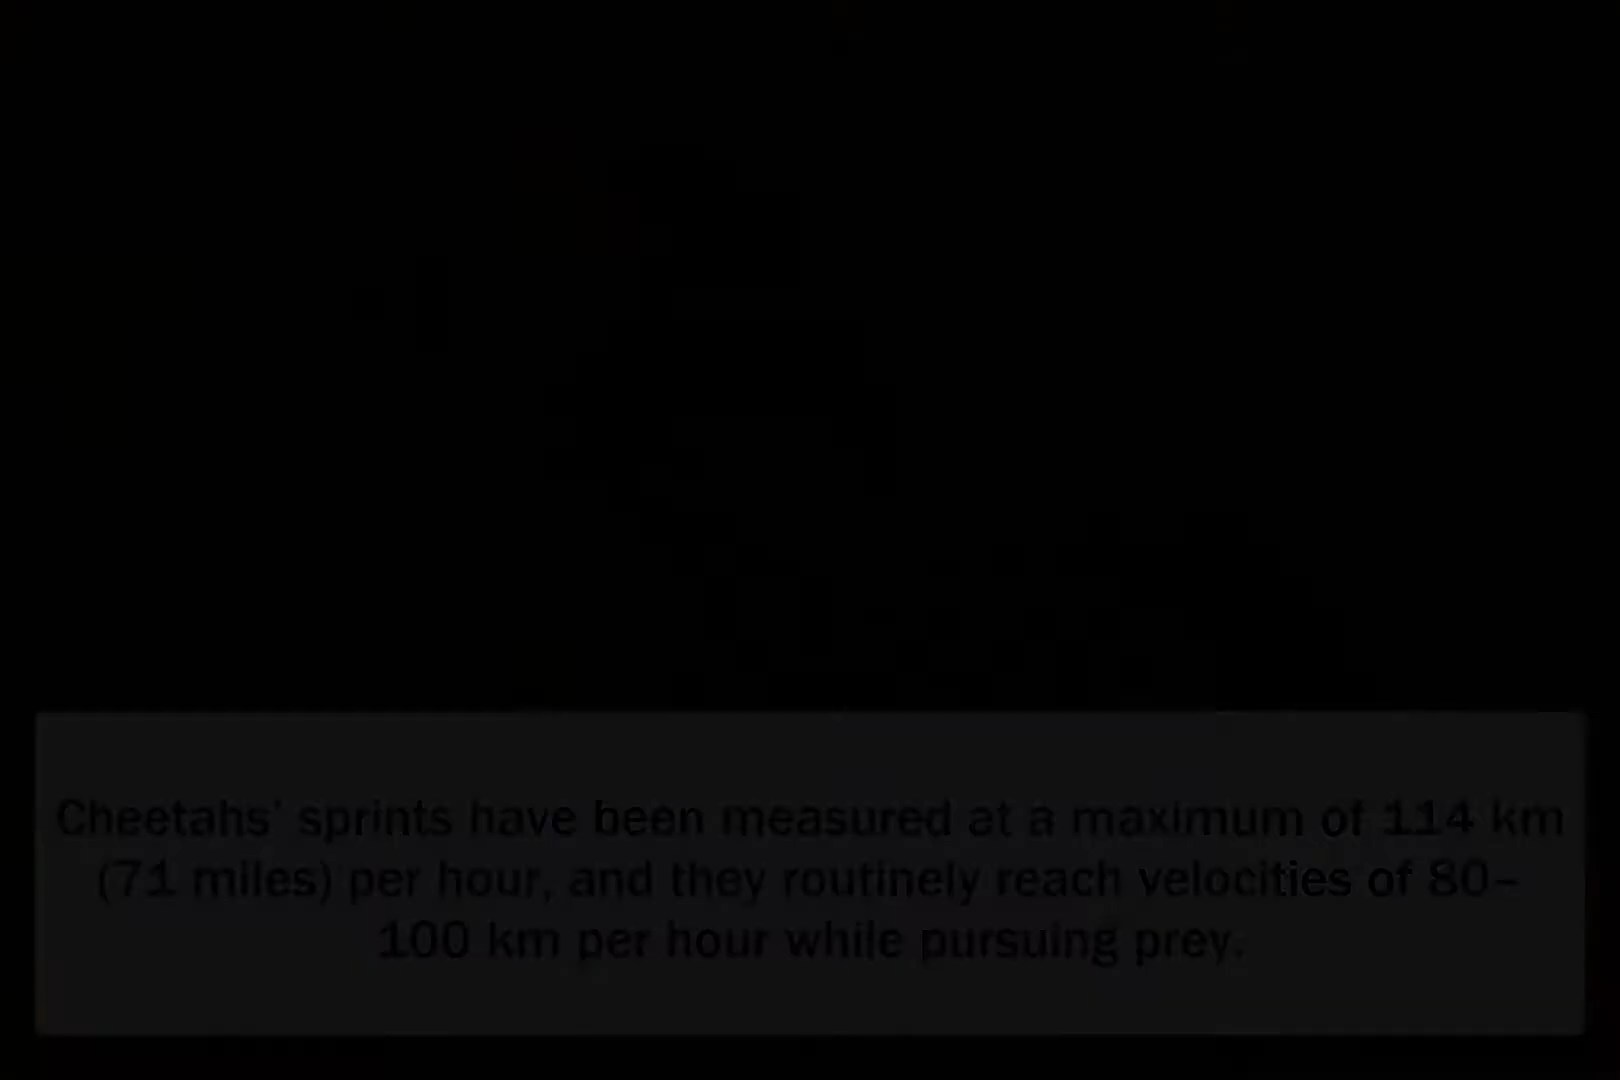 Cheetahs' sprints have been measured at a maximum of 114 km
(71 miles) per hour, and they routinely reach velocities of 80–
100 km per hour while pursuing prey.